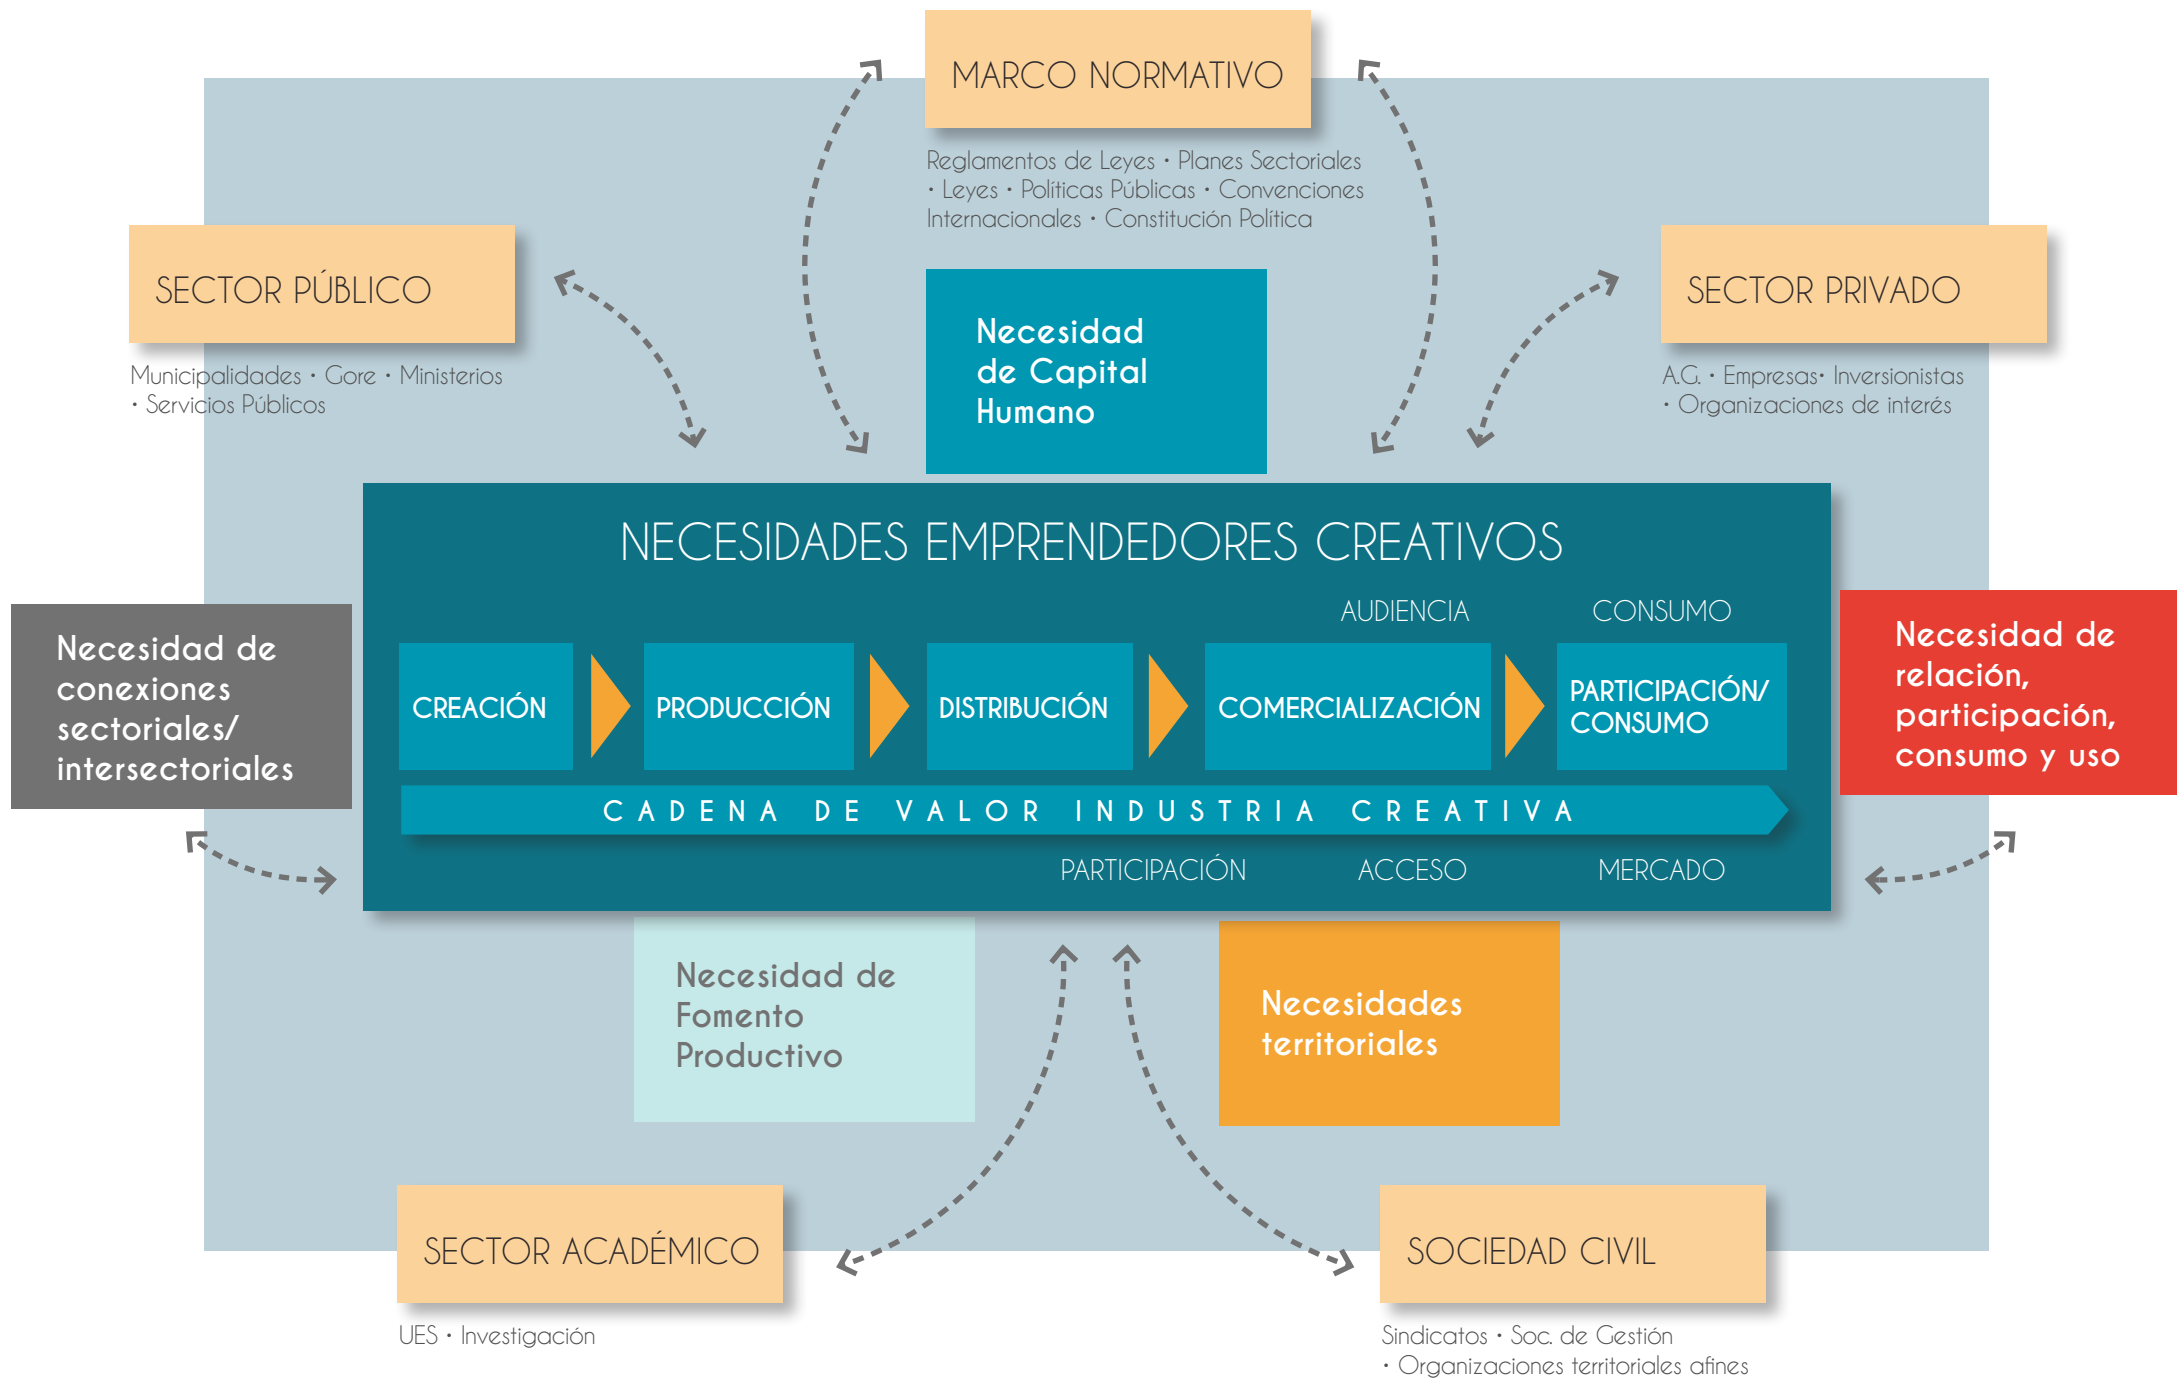 MARCO NORMATIVO
Reglamentos de Leyes • Planes Sectoriales
• Leyes • Políticas Públicas • Convenciones
Internacionales • Constitución Política
SECTOR PÚBLICO
Municipalidades • Gore • Ministerios
• Servicios Públicos
SECTOR PRIVADO
A.G. • Empresas• Inversionistas
• Organizaciones de interés
Necesidad
de Capital
Humano
NECESIDADES EMPRENDEDORES CREATIVOS
AUDIENCIA
CONSUMO
Necesidad de
conexiones
sectoriales/
intersectoriales
CREACIÓN
PRODUCCIÓN
DISTRIBUCIÓN
COMERCIALIZACIÓN
PARTICIPACIÓN/
CONSUMO
Necesidad de
relación,
participación,
consumo y uso
CADENA DE VALOR INDUSTRIA CREATIVA
PARTICIPACIÓN
ACCESO
MERCADO
Necesidad de
Fomento
Productivo
Necesidades
territoriales
SECTOR ACADÉMICO
UES • Investigación
SOCIEDAD CIVIL
Sindicatos • Soc. de Gestión
• Organizaciones territoriales afines